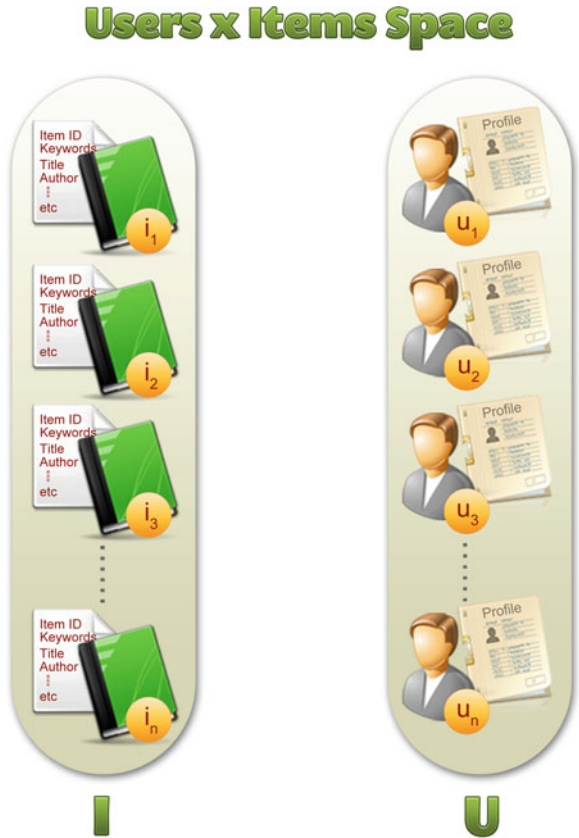 Users x Items Space
Item ID
Keywords
Title
Author
etc
i1
Item ID
Keywords
Title
Author
etc
i2
Item ID
Keywords
Title
Author
etc
i3
Item ID
Keywords
Title
Author
etc
in
I
Profile
u1
Profile
u2
Profile
u3
Profile
un
U